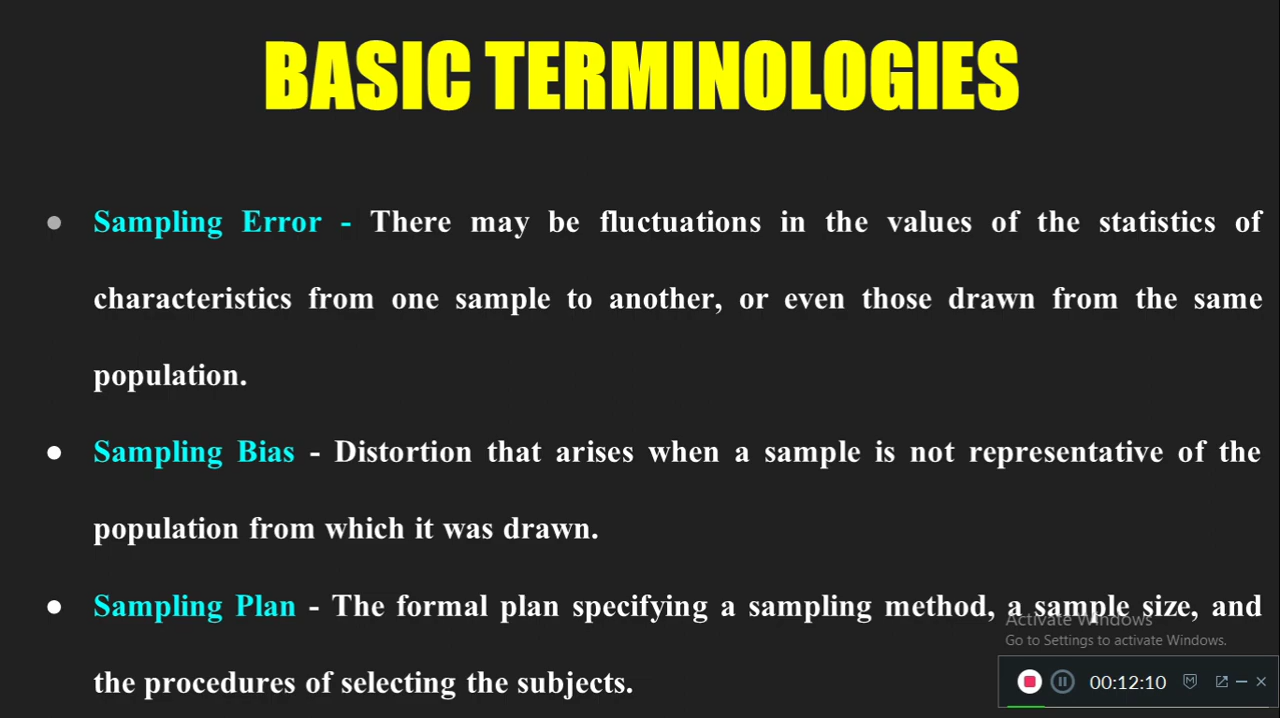 BASIC TERMINOLOGIES
● Sampling Error - There may be fluctuations in the values of the statistics of
characteristics from one sample to another, or even those drawn from the same
population.
● Sampling Bias - Distortion that arises when a sample is not representative of the
population from which it was drawn.
● Sampling Plan - The formal plan specifying a sampling method, a sample size, and
the procedures of selecting the subjects.
Activate Windows
Go to Settings to activate Windows.
00:12:10